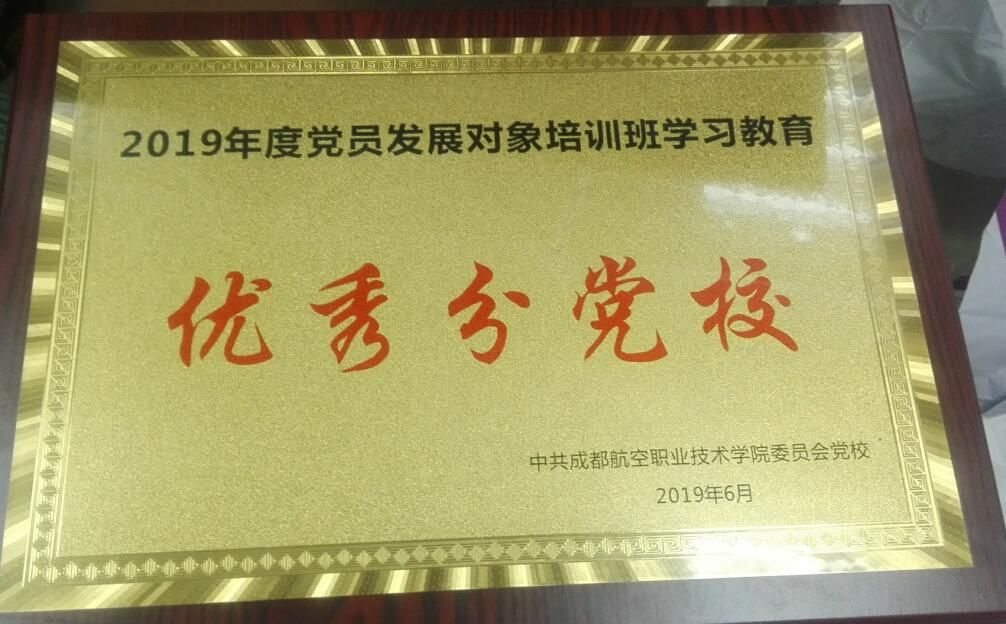 2019年度党员发展对象培训班学习教育
优秀分党校
中共成都航空职业技术学院委员会党校
2019年6月